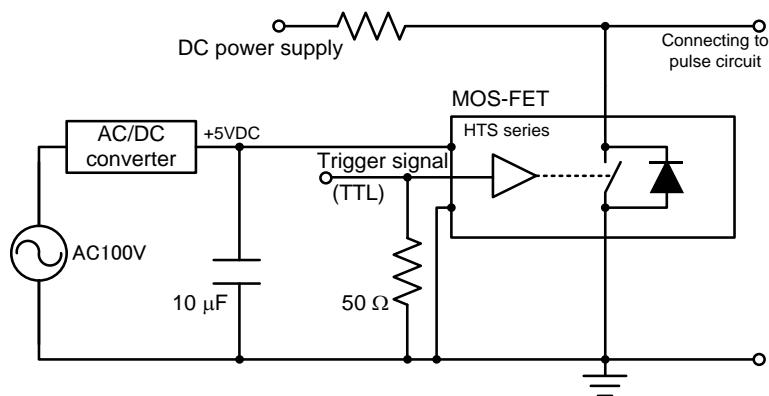 DC power supply
Connecting to
pulse circuit
MOS-FET
HTS series
AC/DC
converter
+5VDC
Trigger signal
(TTL)
AC100V
10 μF
50 Ω